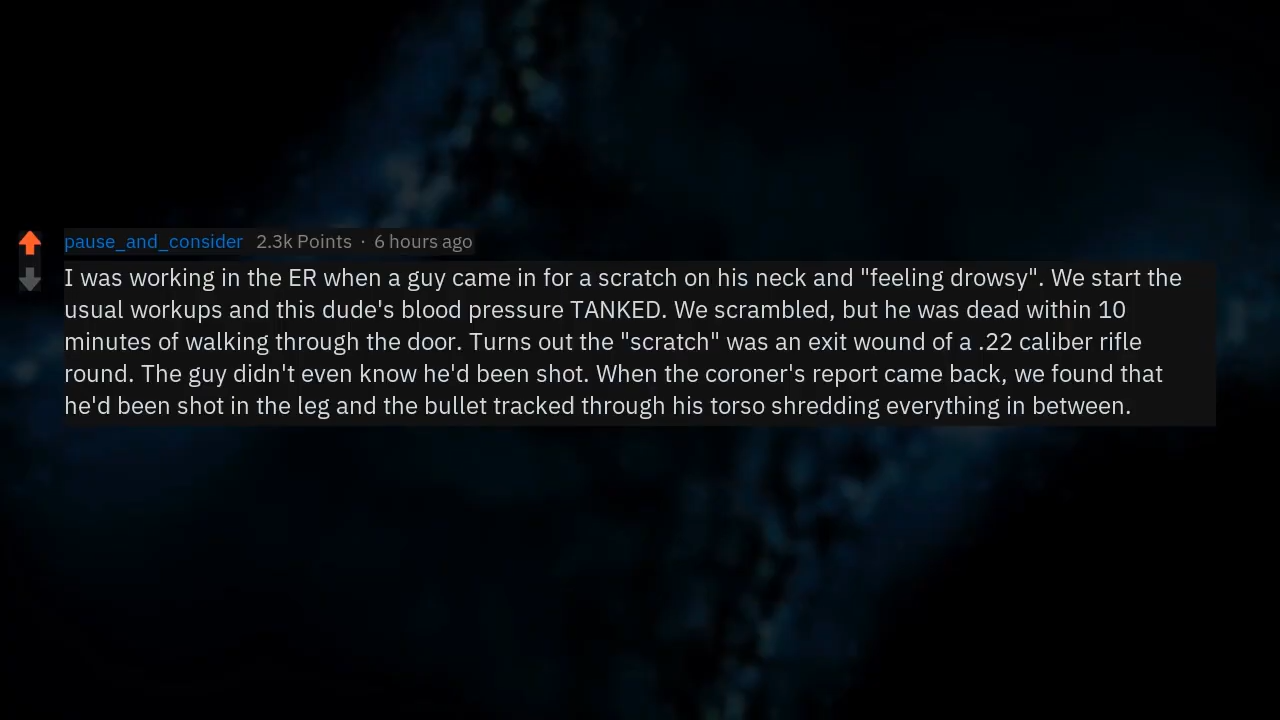 pause_and_consider 2.3k Points · 6 hours ago
I was working in the ER when a guy came in for a scratch on his neck and "feeling drowsy". We start the
usual workups and this dude's blood pressure TANKED. We scrambled, but he was dead within 10
minutes of walking through the door. Turns out the "scratch" was an exit wound of a .22 caliber rifle
round. The guy didn't even know he'd been shot. When the coroner's report came back, we found that
he'd been shot in the leg and the bullet tracked through his torso shredding everything in between.